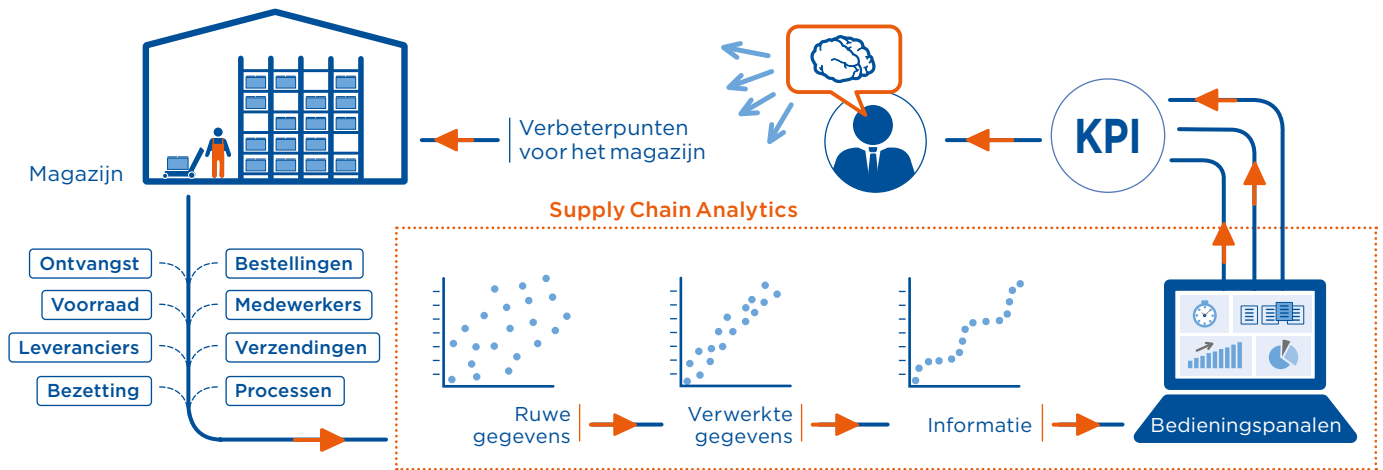 Magazijn
Verbeterpunten
voor het magazijn
KPI
Supply Chain Analytics
Ontvangst
Bestellingen
Voorraad
Medewerkers
Leveranciers
Verzendingen
Bezetting
Processen
Ruwe
gegevens
Verwerkte
gegevens
Informatie
Bedieningspanalen